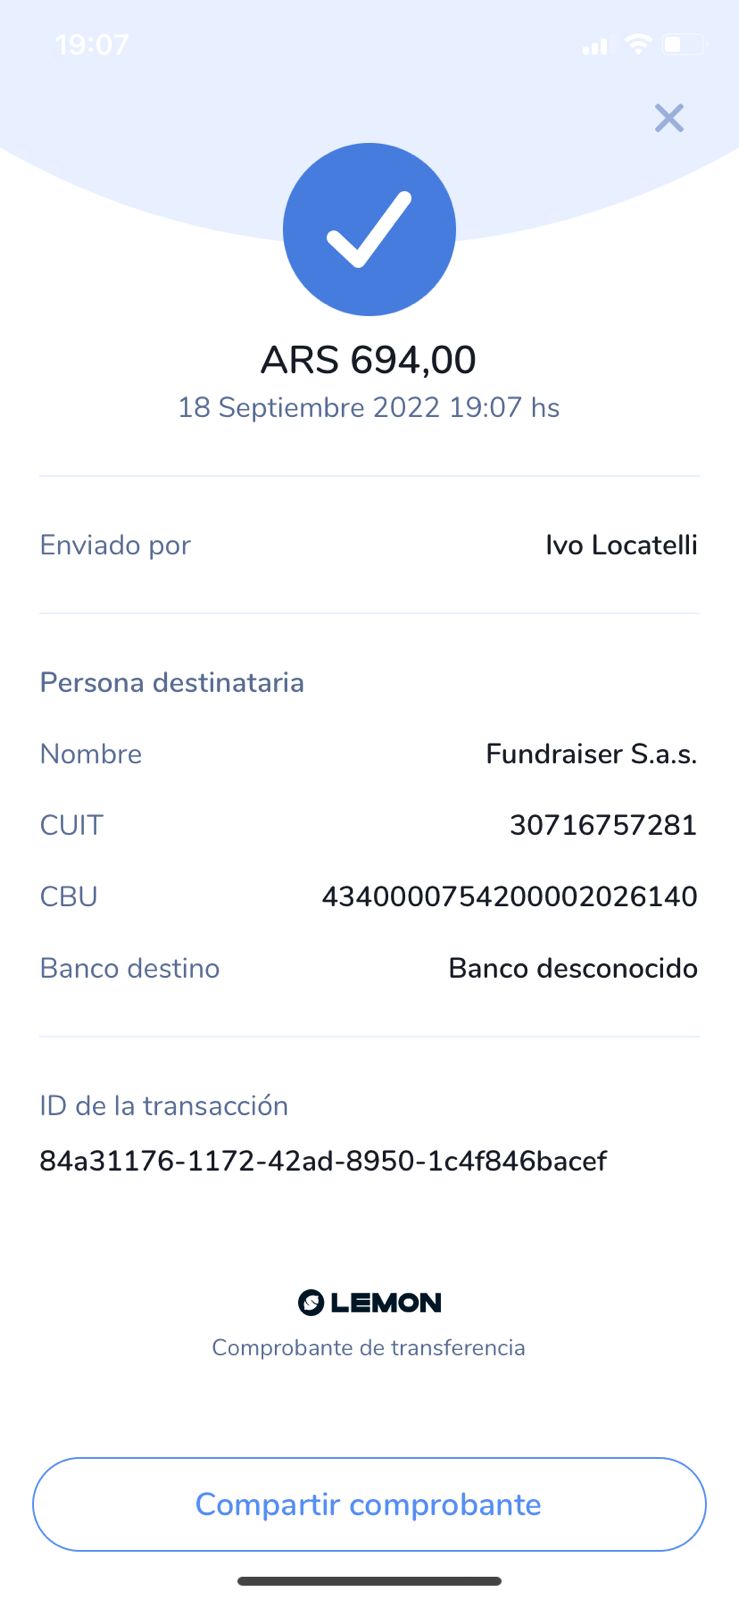 19:07
ARS 694,00
18 Septiembre 2022 19:07 hs
Enviado por Ivo Locatelli
Persona destinataria
Nombre Fundraiser S.a.s.
CUIT 30716757281
CBU 4340000754200002026140
Banco destino Banco desconocido
ID de la transacción
84a31176-1172-42ad-8950-1c4f846bacef
LEMON
Comprobante de transferencia
Compartir comprobante